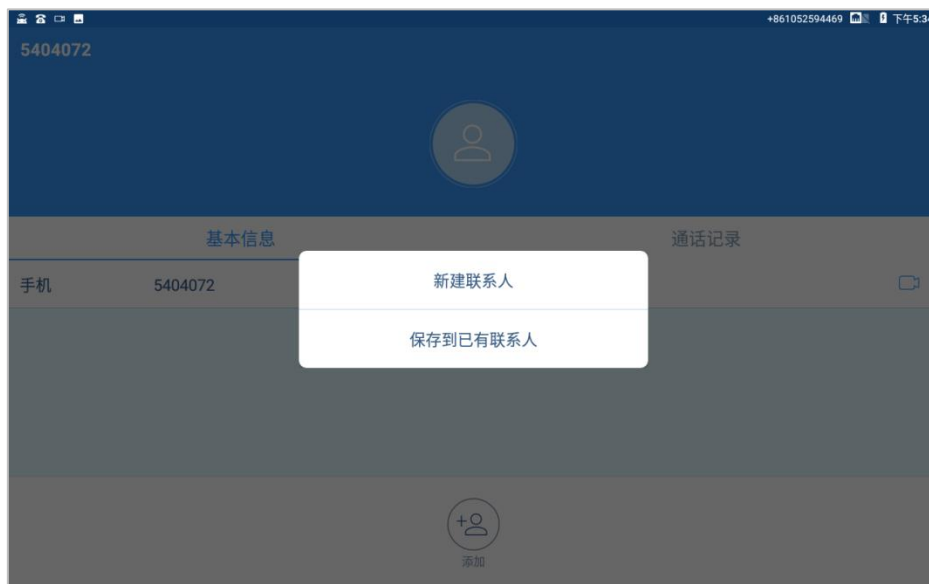 +861052594469 下午5:34
5404072
基本信息 通话记录
手机 5404072
新建联系人
保存到已有联系人
添加